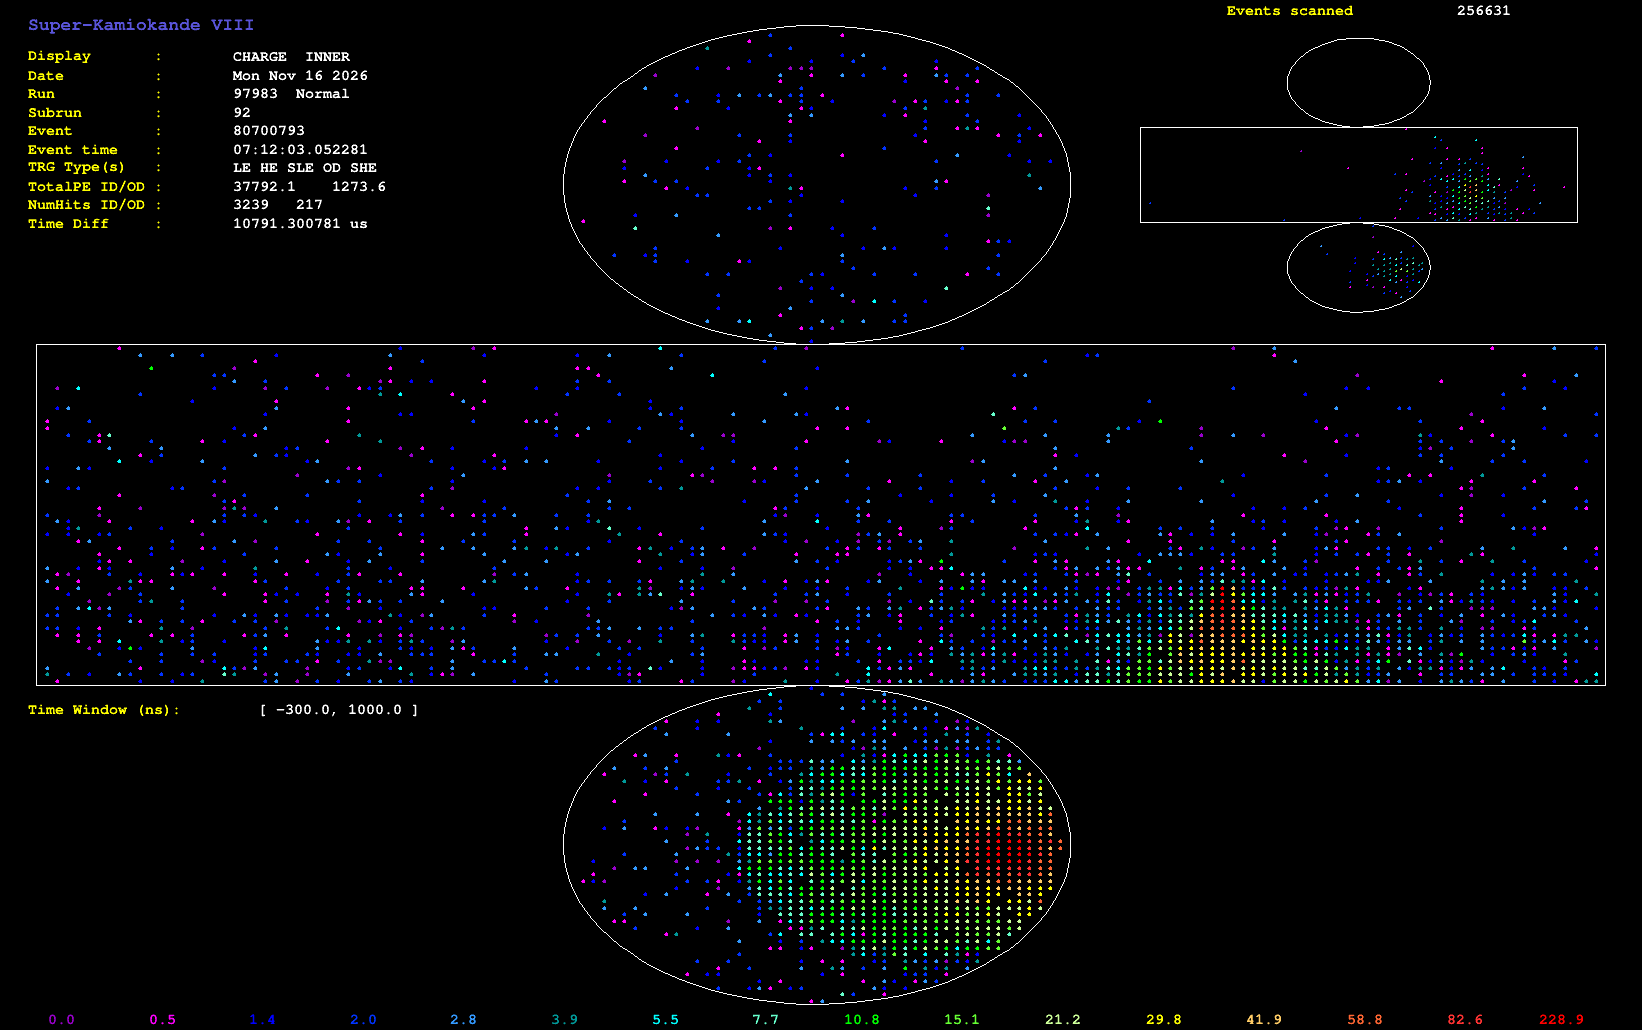 Super-Kamiokande VIII
Events scanned 256631
Display : CHARGE INNER
Date : Mon Nov 16 2026
Run : 97983 Normal
Subrun : 92
Event : 80700793
Event time : 07:12:03.052281
TRG Type(s) : LE HE SLE OD SHE
TotalPE ID/OD : 37792.1 1273.6
NumHits ID/OD : 3239 217
Time Diff : 10791.300781 us
Time Window (ns): [ -300.0, 1000.0 ]
0.0 0.5 1.4 2.0 2.8 3.9 5.5 7.7 10.8 15.1 21.2 29.8 41.9 58.8 82.6 228.9